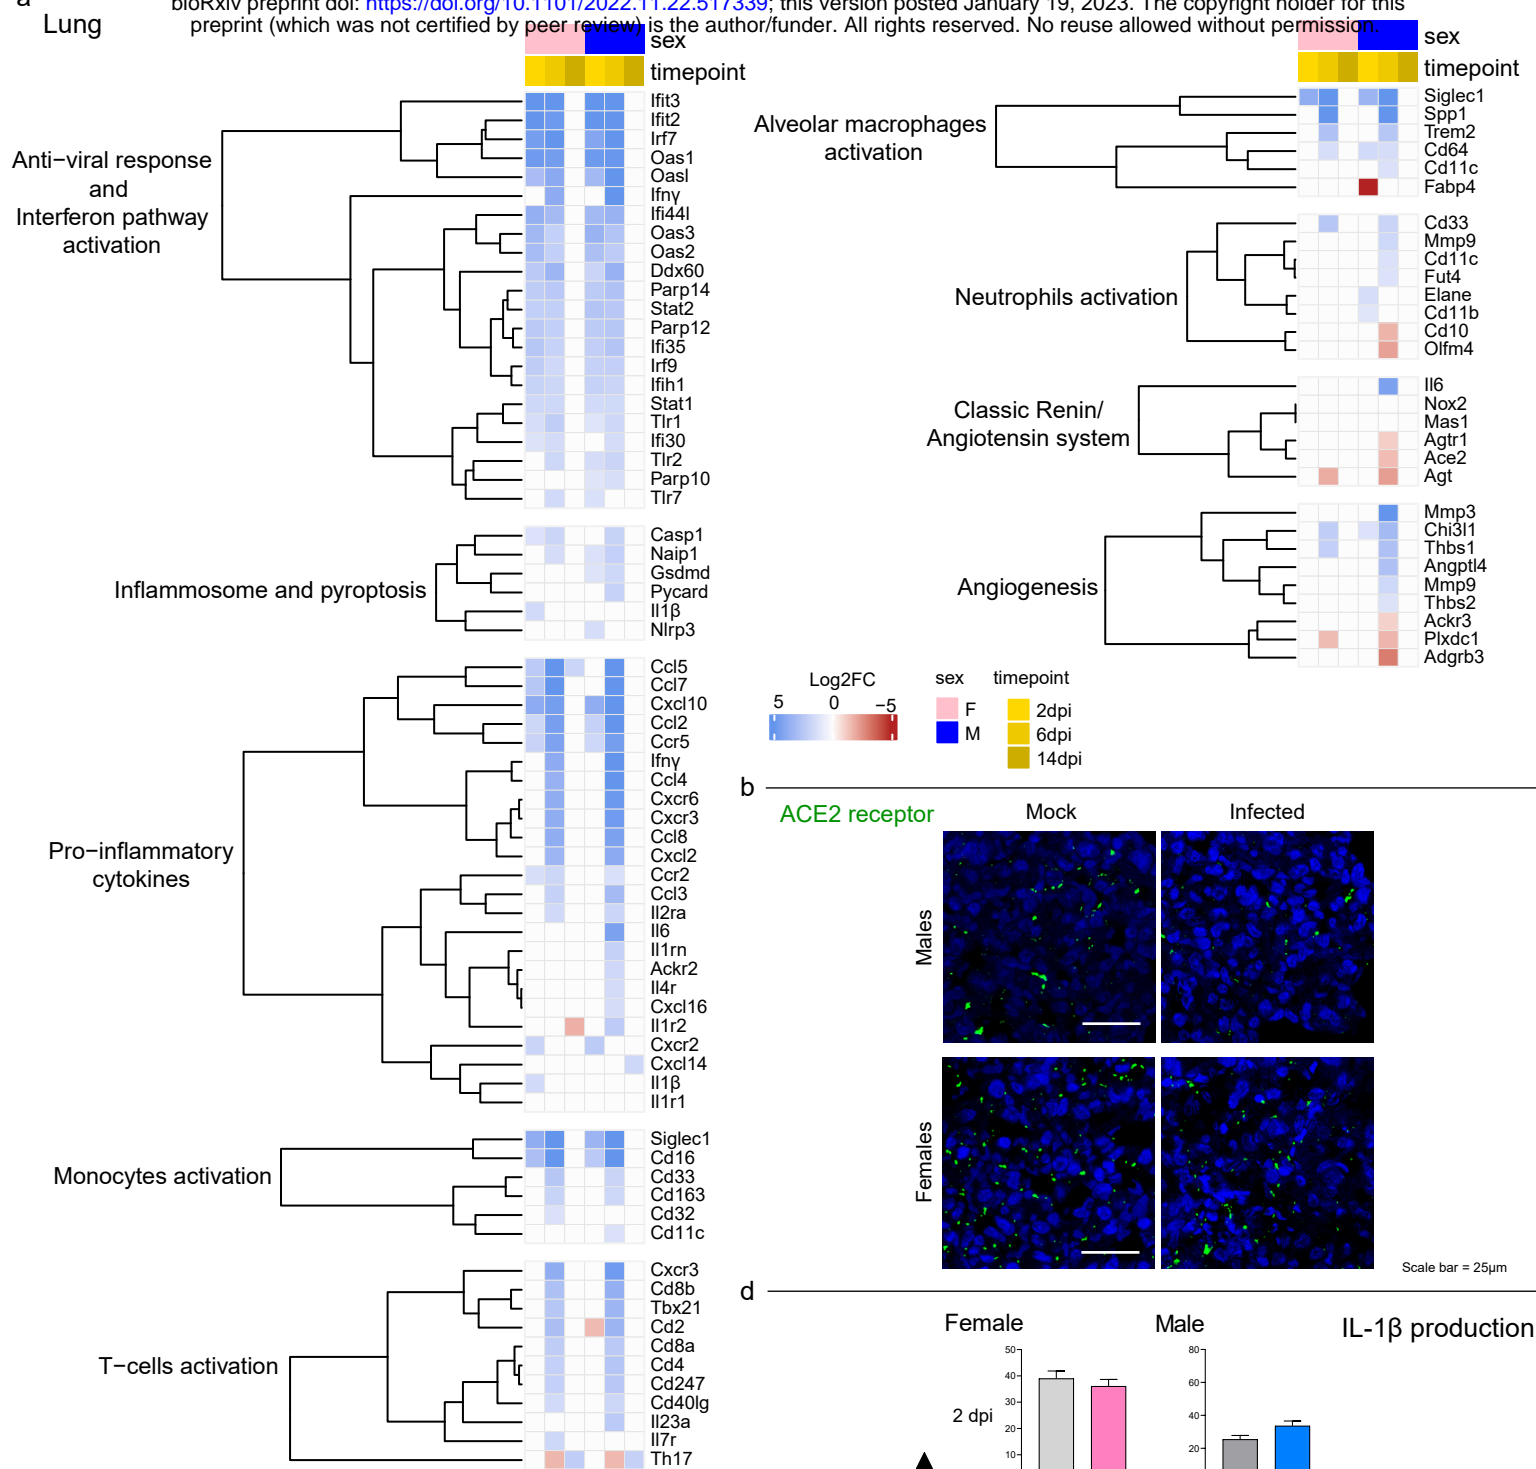 a
bioRxiv preprint doi: https://doi.org/10.1101/2022.11.22.517339; this version posted January 19, 2023. The copyright holder for this
preprint (which was not certified by peer review) is the author/funder. All rights reserved. No reuse allowed without permission.
Lung
sex
timepoint
Anti−viral response
and
Interferon pathway
activation
Ifit3
Ifit2
Irf7
Oas1
Oasl
Ifnγ
Ifi44l
Oas3
Oas2
Ddx60
Parp14
Stat2
Parp12
Ifi35
Irf9
Ifih1
Stat1
Tlr1
Ifi30
Tlr2
Parp10
Tlr7
Inflammosome and pyroptosis
Casp1
Naip1
Gsdmd
Pycard
Il1β
Nlrp3
Pro−inflammatory
cytokines
Ccl5
Ccl7
Cxcl10
Ccl2
Ccr5
Ifnγ
Ccl4
Cxcr6
Cxcr3
Ccl8
Cxcl2
Ccr2
Ccl3
Il2ra
Il6
Il1rn
Ackr2
Il4r
Cxcl16
Il1r2
Cxcr2
Cxcl14
Il1β
Il1r1
Monocytes activation
Siglec1
Cd16
Cd33
Cd163
Cd32
Cd11c
T−cells activation
Cxcr3
Cd8b
Tbx21
Cd2
Cd8a
Cd4
Cd247
Cd40lg
Il23a
Il7r
Th17
sex
timepoint
Alveolar macrophages
activation
Siglec1
Spp1
Trem2
Cd64
Cd11c
Fabp4
Neutrophils activation
Cd33
Mmp9
Cd11c
Fut4
Elane
Cd11b
Cd10
Olfm4
Classic Renin/
Angiotensin system
Il6
Nox2
Mas1
Agtr1
Ace2
Agt
Angiogenesis
Mmp3
Chi3l1
Thbs1
Angptl4
Mmp9
Thbs2
Ackr3
Plxdc1
Adgrb3
Log2FC
5 0 −5
sex
F
M
timepoint
2dpi
6dpi
14dpi
b
ACE2 receptor
Mock Infected
Males
Females
Scale bar = 25μm
d
Female Male IL-1β production
2 dpi
50
40
30
20
10
80
60
40
20